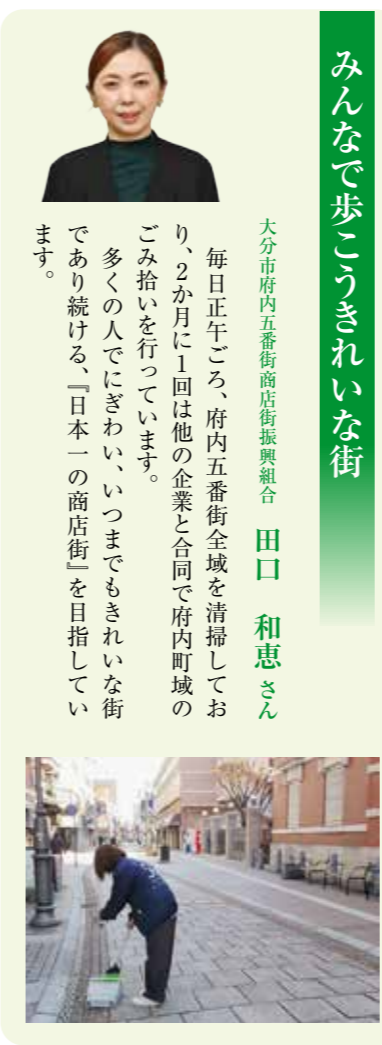 みんなで歩こうきれいな街
大分市府内五番街商店街振興組合　田口　和恵さん
毎日正午ごろ、府内五番街全域を清掃してお
り、2か月に1回は他の企業と合同で府内町域の
ごみ拾いを行っています。
多くの人でにぎわい、いつまでもきれいな街
であり続ける、『日本一の商店街』を目指してい
ます。